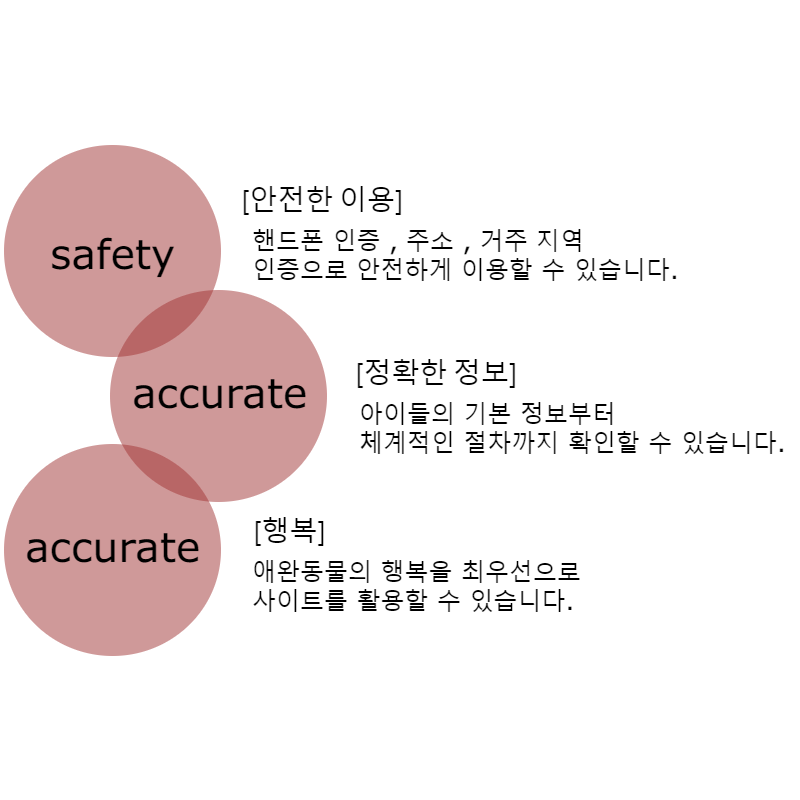 safety
[안전한 이용]
핸드폰 인증 , 주소 , 거주 지역
인증으로 안전하게 이용할 수 있습니다.
accurate
[정확한 정보]
아이들의 기본 정보부터
체계적인 절차까지 확인할 수 있습니다.
accurate
[행복]
애완동물의 행복을 최우선으로
사이트를 활용할 수 있습니다.